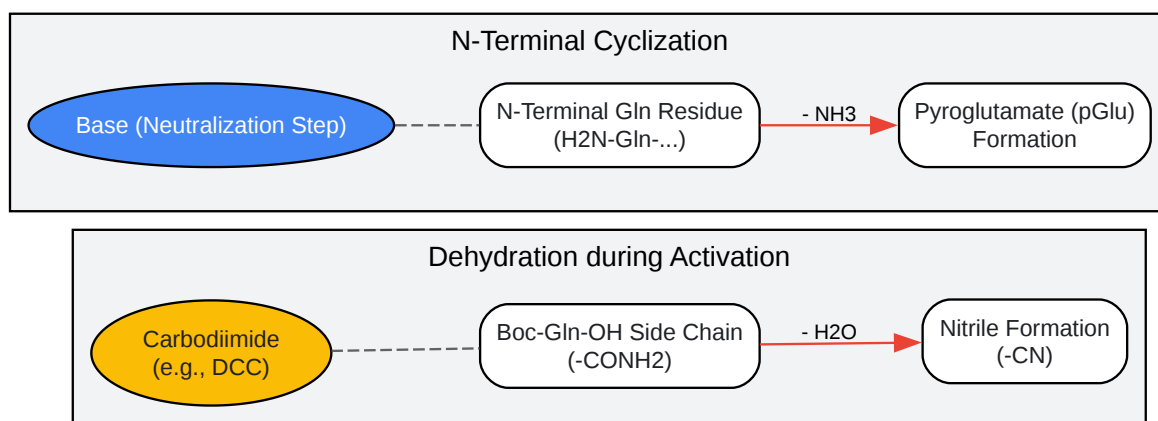 N-Terminal Cyclization
Base (Neutralization Step)
N-Terminal Gln Residue
(H2N-Gln-...)
- NH3
Pyroglutamate (pGlu)
Formation
Dehydration during Activation
Carbodiimide
(e.g., DCC)
Boc-Gln-OH Side Chain
(-CONH2)
- H2O
Nitrile Formation
(-CN)